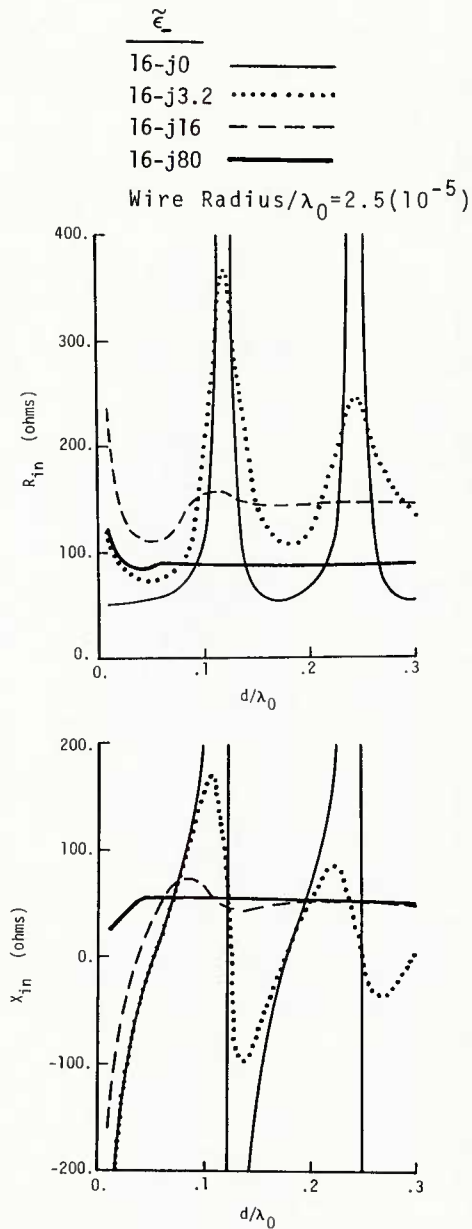 ϵ̃_
16-j0
16-j3.2
16-j16
16-j80
Wire Radius/λ0=2.5(10^-5)
400.
300.
200.
100.
0.
R_in (ohms)
0.
.1
.2
.3
d/λ0
200.
100.
0.
-100.
-200.
X_in (ohms)
0.
.1
.2
.3
d/λ0